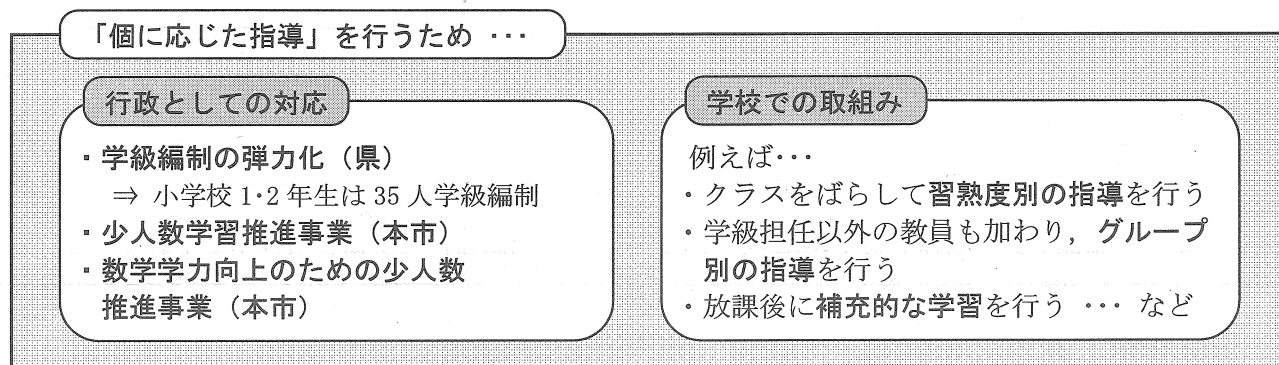 「個に応じた指導」を行うため ･･･
行政としての対応
・学級編制の弾力化（県）
⇒ 小学校 1･2 年生は 35 人学級編制
・少人数学習推進事業（本市）
・数学学力向上のための少人数
推進事業（本市）
学校での取組み
例えば･･･
・クラスをばらして習熟度別の指導を行う
・学級担任以外の教員も加わり，グループ
別の指導を行う
・放課後に補充的な学習を行う ･･･ など